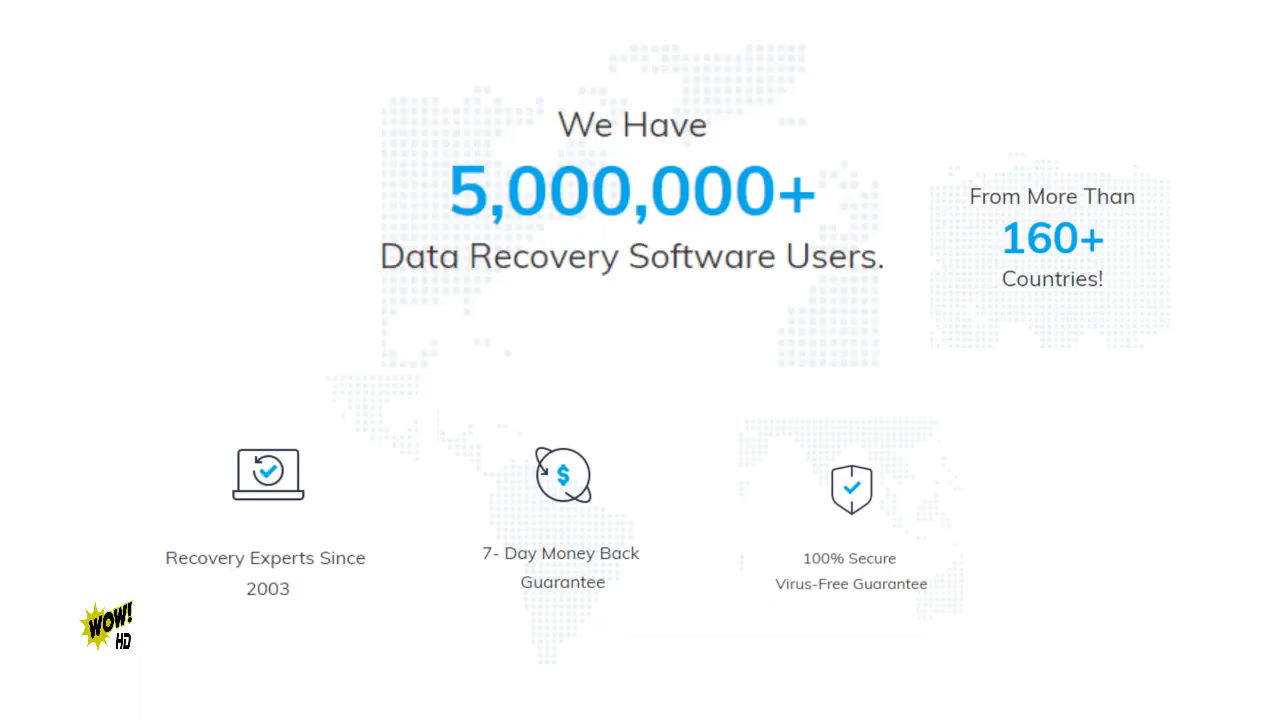 We Have
5,000,000+
Data Recovery Software Users.
From More Than
160+
Countries!
Recovery Experts Since
2003
7- Day Money Back
Guarantee
100% Secure
Virus-Free Guarantee
WOW!
HD